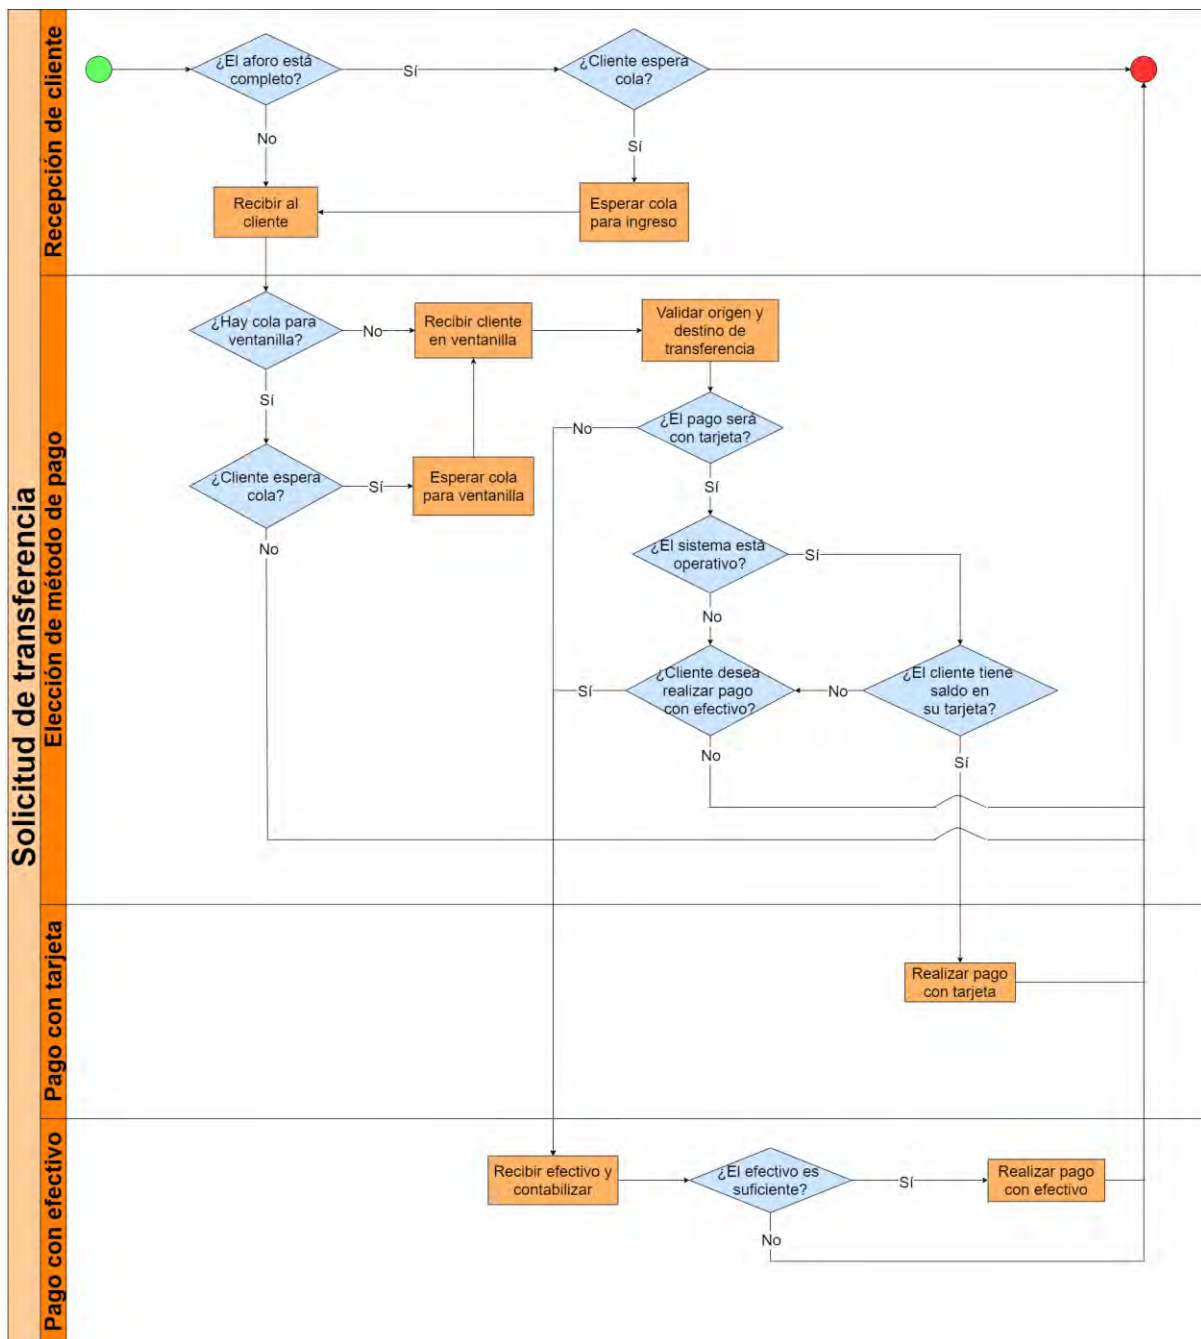 Solicitud de transferencia
Recepción de cliente
¿El aforo está
completo?
Sí
¿Cliente espera
cola?
No
Sí
Recibir al
cliente
Esperar cola
para ingreso
Elección de método de pago
¿Hay cola para
ventanilla?
No
Recibir cliente
en ventanilla
Validar origen y
destino de
transferencia
Sí
¿El pago será
con tarjeta?
No
¿Cliente espera
cola?
Sí
Esperar cola
para ventanilla
Sí
No
¿El sistema está
operativo?
Sí
No
¿Cliente desea
realizar pago
con efectivo?
Sí
No
¿El cliente tiene
saldo en
su tarjeta?
No
Sí
Pago con tarjeta
Realizar pago
con tarjeta
Pago con efectivo
Recibir efectivo y
contabilizar
¿El efectivo es
suficiente?
Sí
Realizar pago
con efectivo
No